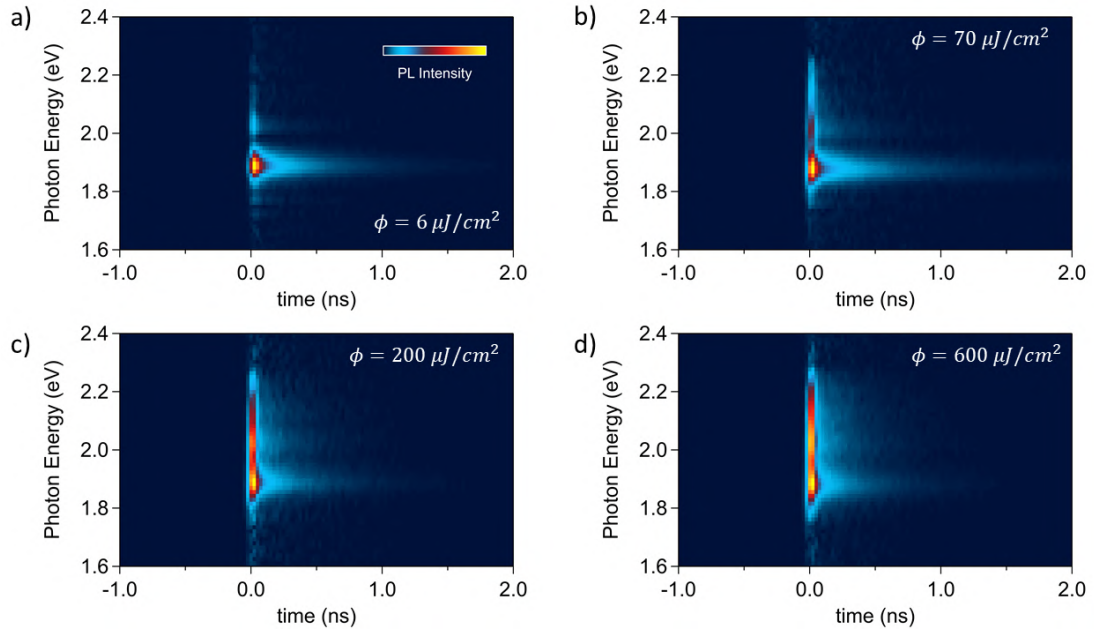 a)
2.4
2.2
2.0
1.8
1.6
Photon Energy (eV)
PL Intensity
ϕ = 6 μJ/cm²
-1.0
0.0
1.0
2.0
time (ns)
b)
2.4
2.2
2.0
1.8
1.6
Photon Energy (eV)
ϕ = 70 μJ/cm²
-1.0
0.0
1.0
2.0
time (ns)
c)
2.4
2.2
2.0
1.8
1.6
Photon Energy (eV)
ϕ = 200 μJ/cm²
-1.0
0.0
1.0
2.0
time (ns)
d)
2.4
2.2
2.0
1.8
1.6
Photon Energy (eV)
ϕ = 600 μJ/cm²
-1.0
0.0
1.0
2.0
time (ns)